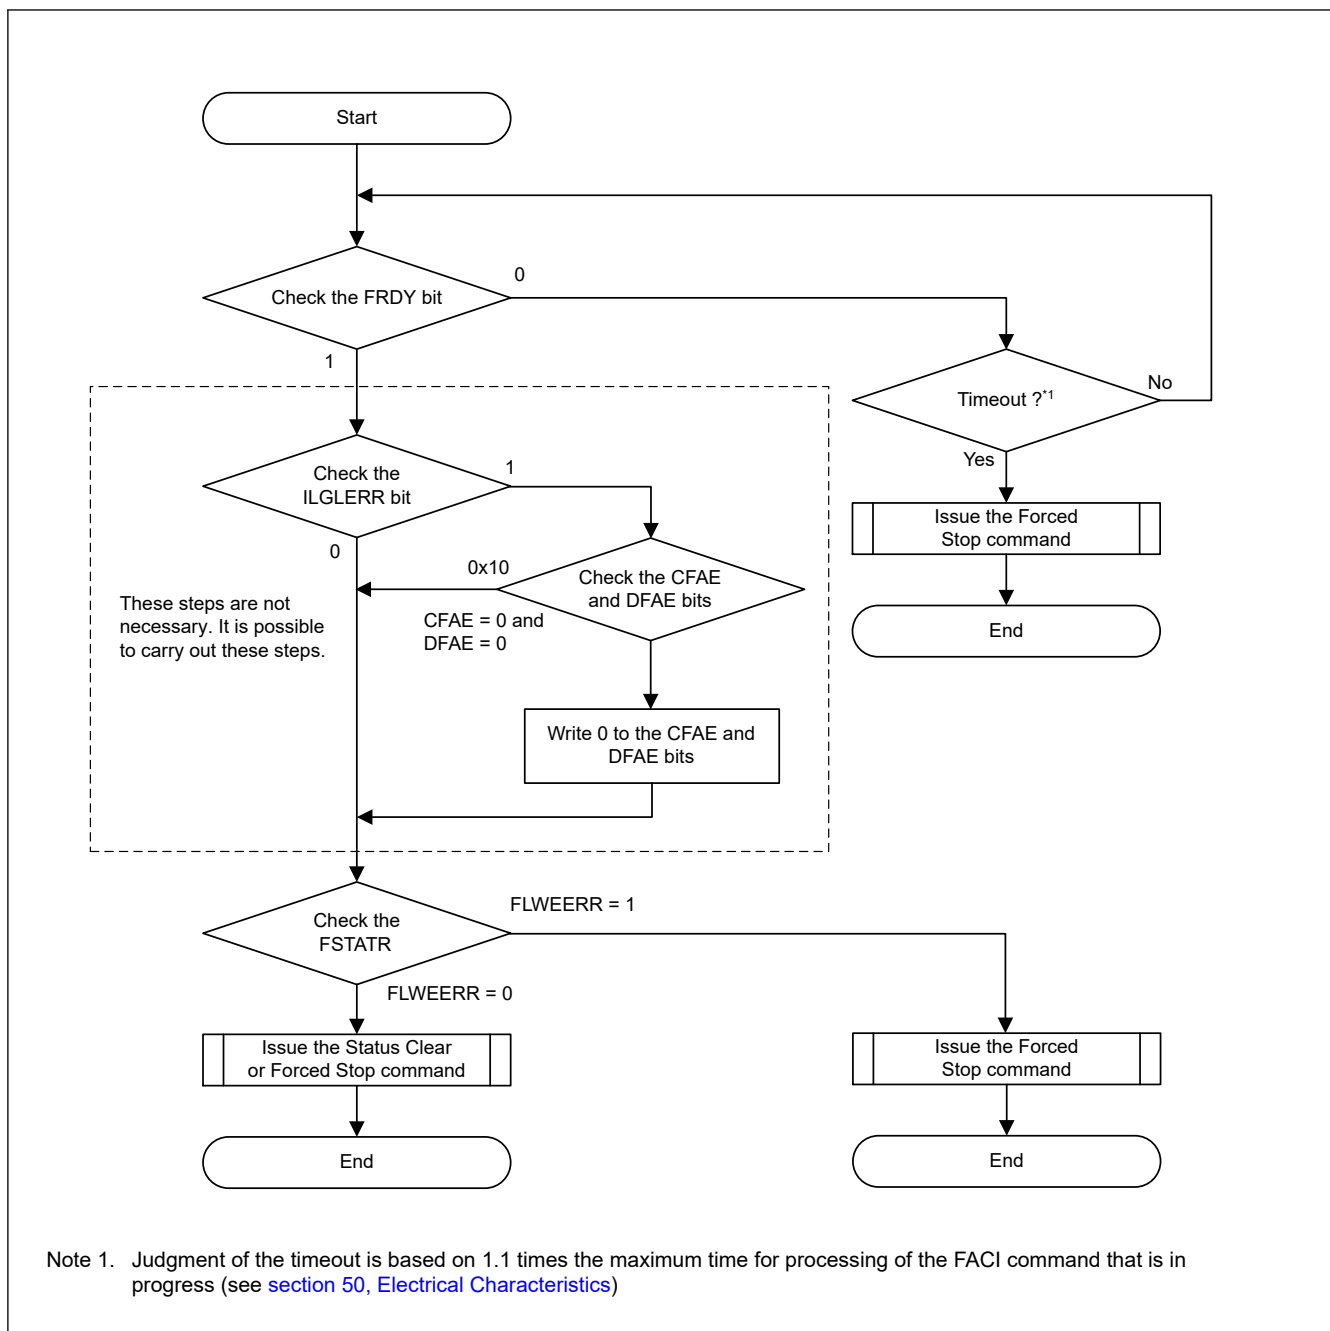 Start
Check the FRDY bit
0
1
Timeout ?*1
No
Yes
Issue the Forced
Stop command
End
Check the
ILGLERR bit
1
0
0x10
Check the CFAE
and DFAE bits
CFAE = 0 and
DFAE = 0
These steps are not
necessary. It is possible
to carry out these steps.
Write 0 to the CFAE and
DFAE bits
Check the
FSTATR
FLWEERR = 1
FLWEERR = 0
Issue the Status Clear
or Forced Stop command
End
Issue the Forced
Stop command
End
Note 1. Judgment of the timeout is based on 1.1 times the maximum time for processing of the FACI command that is in
progress (see section 50, Electrical Characteristics)